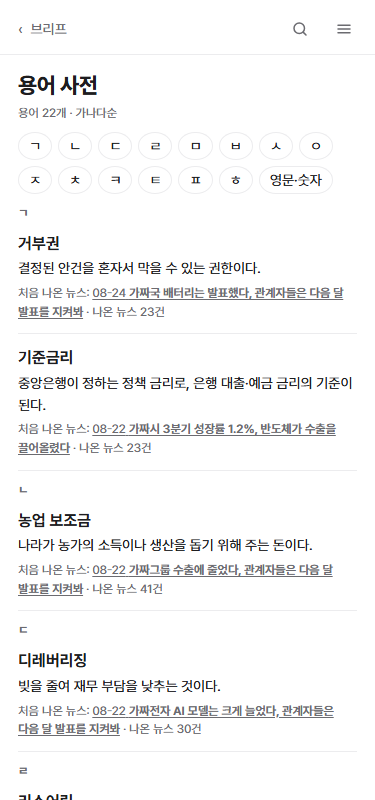 ‹ 브리프
용어 사전
용어 22개 · 가나다순
ㄱ ㄴ ㄷ ㄹ ㅁ ㅂ ㅅ ㅇ
ㅈ ㅊ ㅋ ㅌ ㅍ ㅎ 영문·숫자
ㄱ
거부권
결정된 안건을 혼자서 막을 수 있는 권한이다.
처음 나온 뉴스: 08-24 가짜국 배터리는 발표했다, 관계자들은 다음 달
발표를 지켜봐 · 나온 뉴스 23건
기준금리
중앙은행이 정하는 정책 금리로, 은행 대출·예금 금리의 기준이
된다.
처음 나온 뉴스: 08-22 가짜시 3분기 성장률 1.2%, 반도체가 수출을
끌어올렸다 · 나온 뉴스 23건
ㄴ
농업 보조금
나라가 농가의 소득이나 생산을 돕기 위해 주는 돈이다.
처음 나온 뉴스: 08-22 가짜그룹 수출에 줄었다, 관계자들은 다음 달
발표를 지켜봐 · 나온 뉴스 41건
ㄷ
디레버리징
빚을 줄여 재무 부담을 낮추는 것이다.
처음 나온 뉴스: 08-22 가짜전자 AI 모델는 크게 늘었다, 관계자들은
다음 달 발표를 지켜봐 · 나온 뉴스 30건
ㄹ